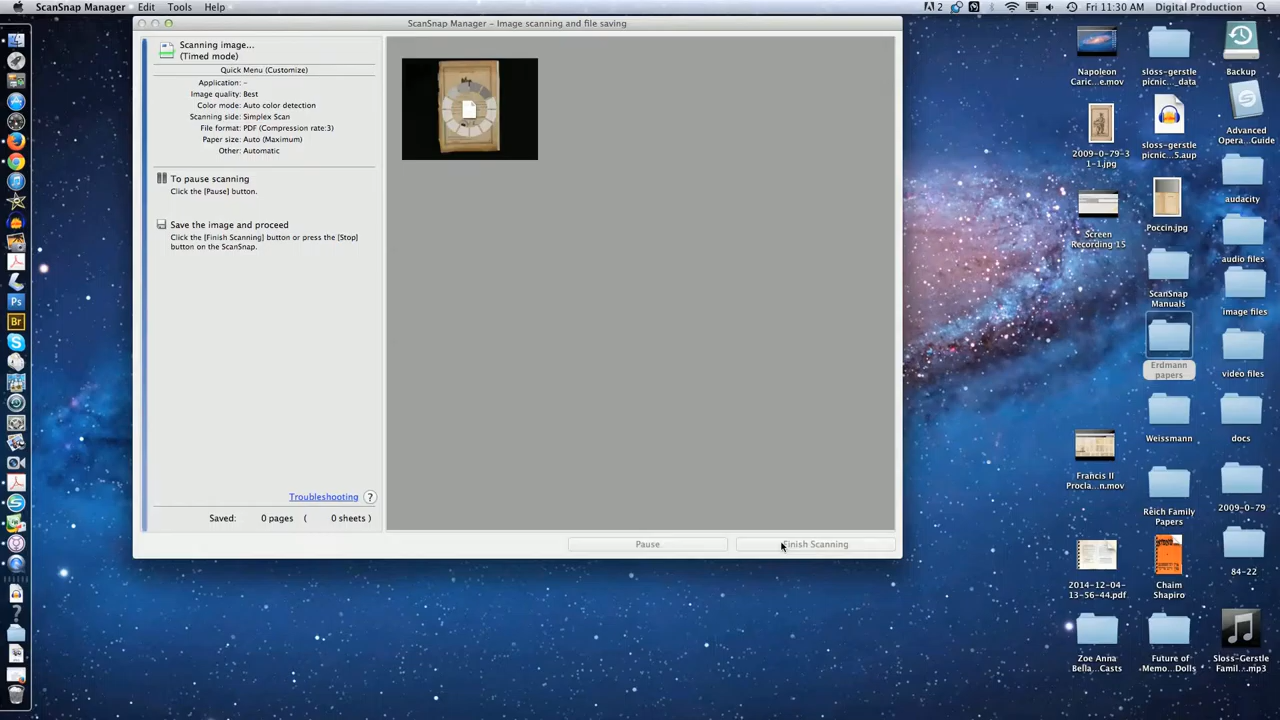 ScanSnap Manager Edit Tools Help
2 Fri 11:30 AM Digital Production
ScanSnap Manager – Image scanning and file saving
Scanning image...
(Timed mode)
Quick Menu (Customize)
Application: –
Image quality: Best
Color mode: Auto color detection
Scanning side: Simplex Scan
File format: PDF (Compression rate:3)
Paper size: Auto (Maximum)
Other: Automatic
To pause scanning
Click the [Pause] button.
Save the image and proceed
Click the [Finish Scanning] button or press the [Stop]
button on the ScanSnap.
Troubleshooting ?
Saved: 0 pages ( 0 sheets )
Pause
Finish Scanning
Napoleon
Caric...e.mov
sloss-gerstle
picnic..._data
Backup
2009-0-79-3
1-1.jpg
sloss-gerstle
picnic...5.aup
Advanced
Opera...Guide
audacity
Screen
Recording-15
Poccin.jpg
audio files
ScanSnap
Manuals
image files
Erdmann
papers
video files
Francis II
Procla...n.mov
Weissmann
docs
Reich Family
Papers
2009-0-79
2014-12-04-
13-56-44.pdf
Chaim
Shapiro
84-22
Zoe Anna
Bella...Casts
Future of
Memo...Dolls
Sloss-Gerstle
Famil...mp3
Ps
Br